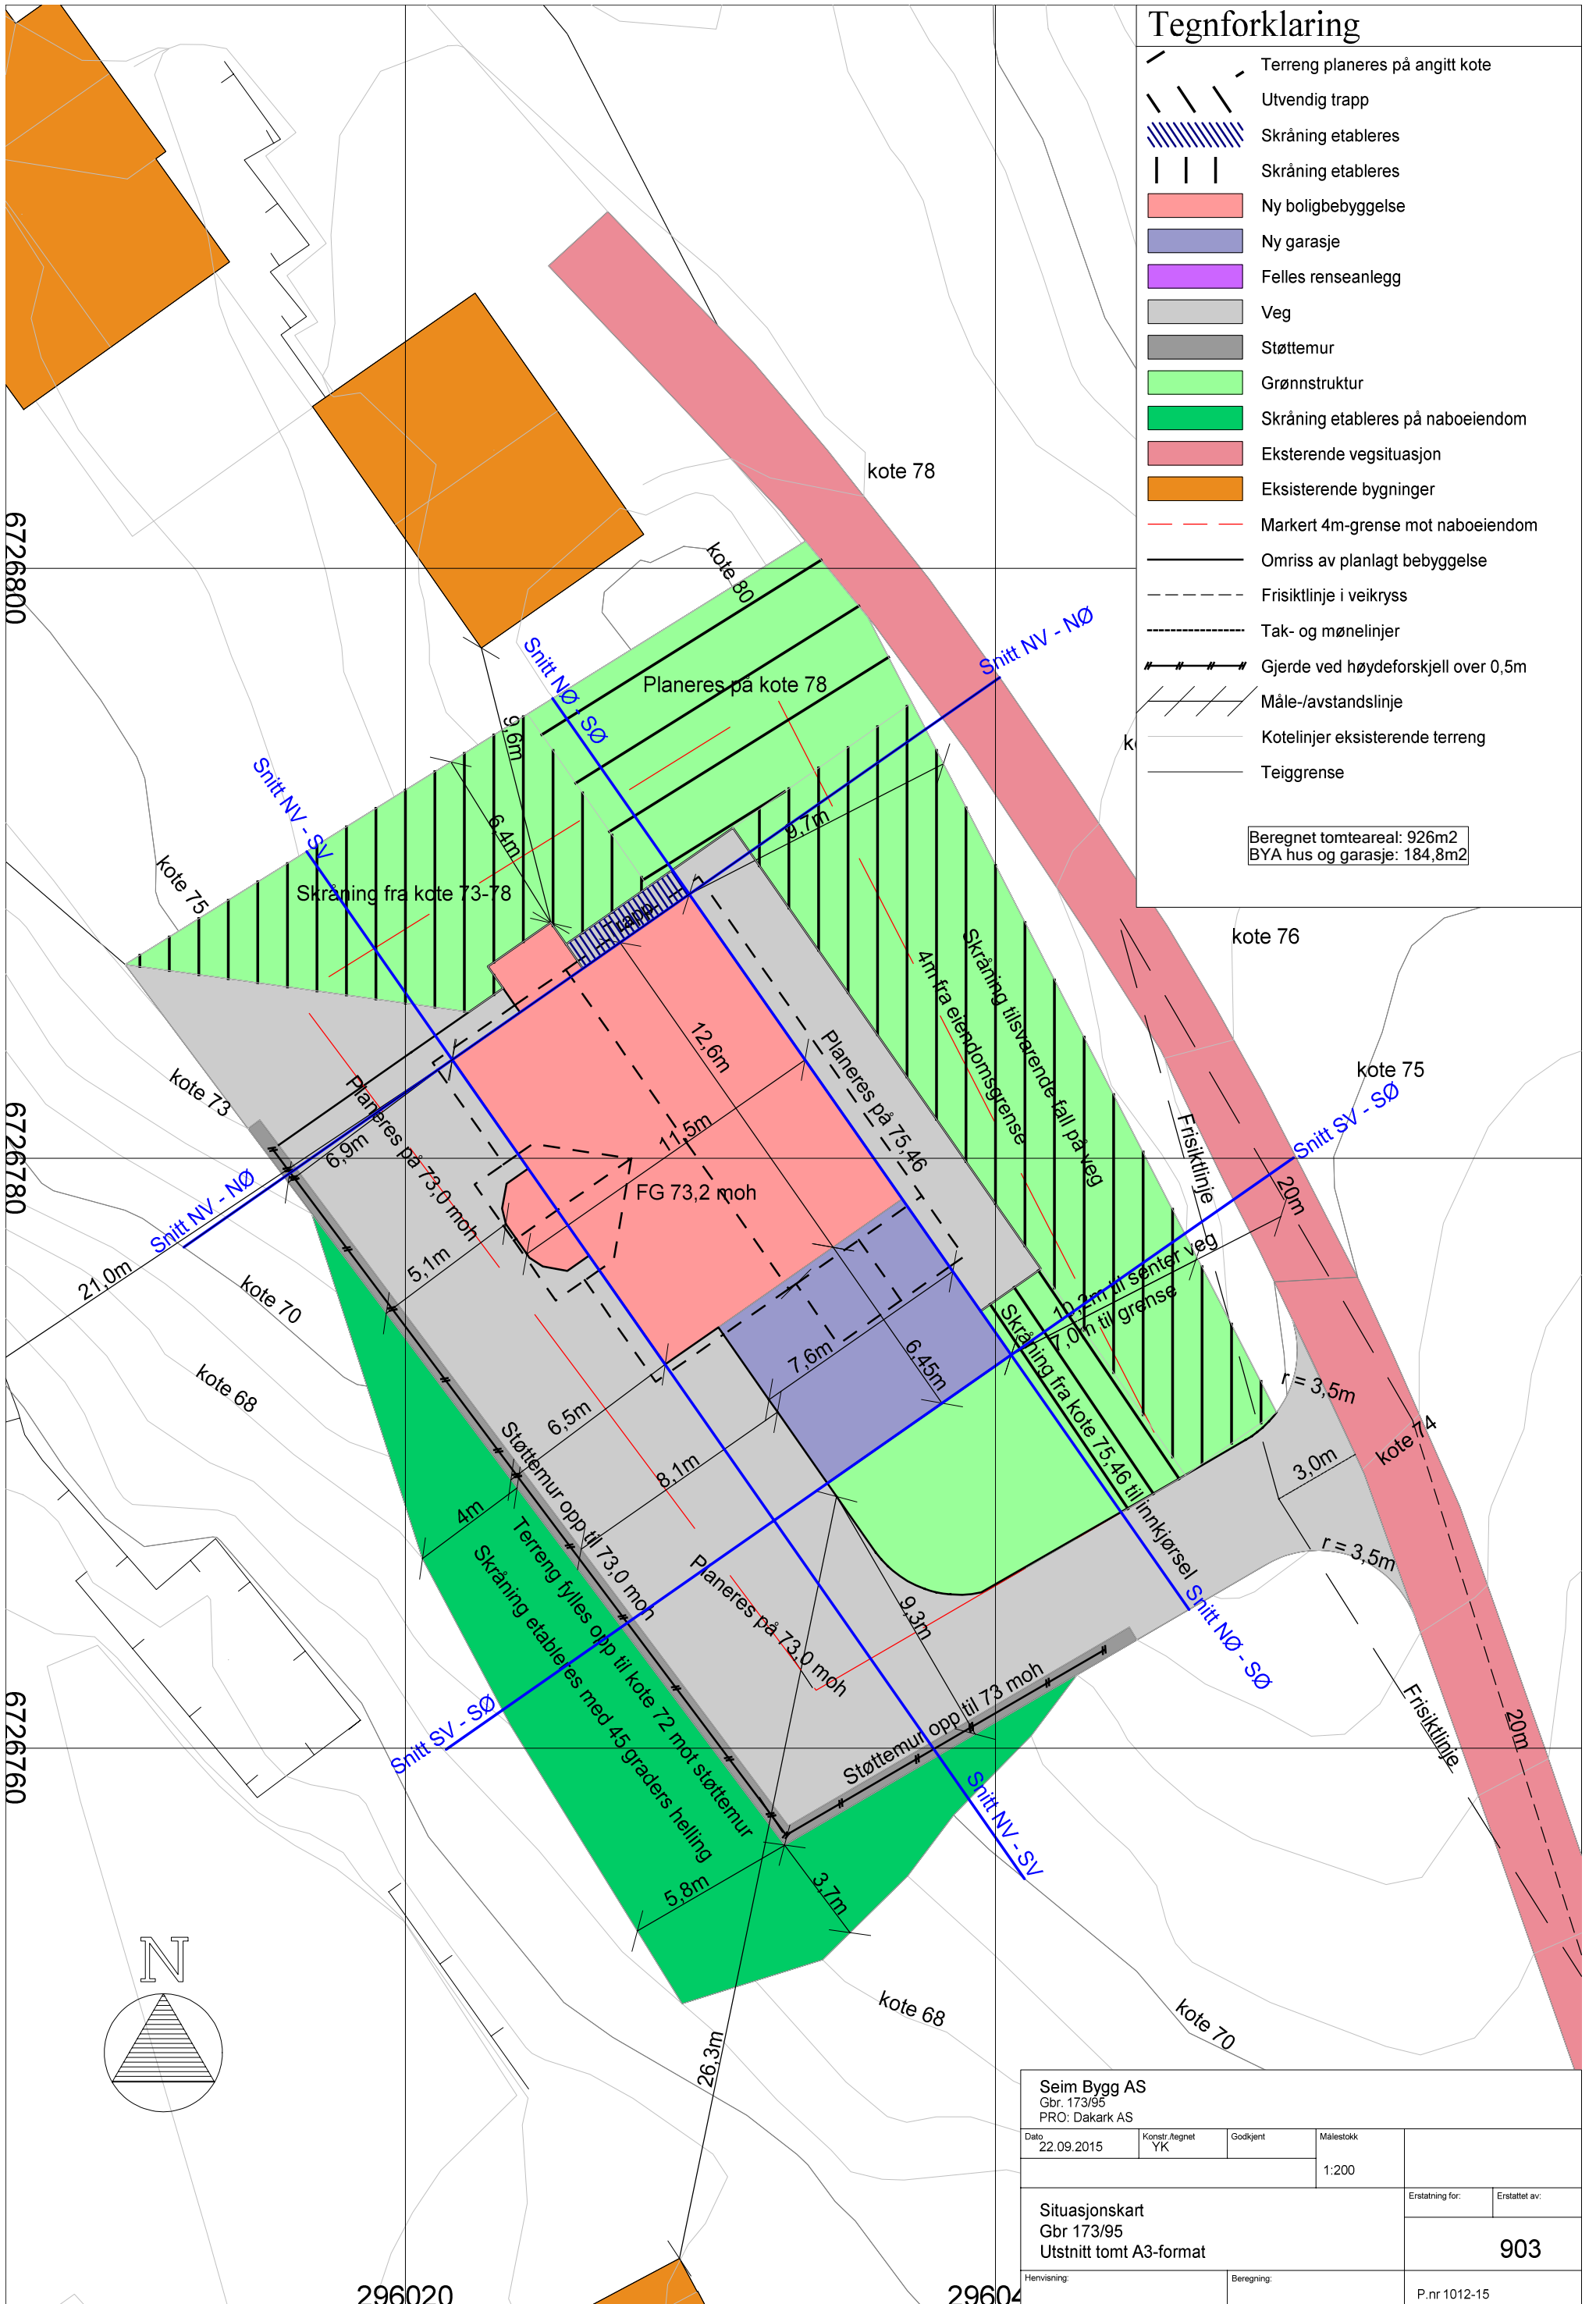 Tegnforklaring
Terreng planeres på angitt kote
Utvendig trapp
Skråning etableres
Skråning etableres
Ny boligbebyggelse
Ny garasje
Felles renseanlegg
Veg
Støttemur
Grønnstruktur
Skråning etableres på naboeiendom
Eksterende vegsituasjon
Eksisterende bygninger
Markert 4m-grense mot naboeiendom
Omriss av planlagt bebyggelse
Frisiktlinje i veikryss
Tak- og mønelinjer
Gjerde ved høydeforskjell over 0,5m
Måle-/avstandslinje
Kotelinjer eksisterende terreng
Teiggrense
Beregnet tomteareal: 926m2
BYA hus og garasje: 184,8m2
kote 78
kote 80
6726800
Snitt NV - NØ
Snitt NØ - SØ
Planeres på kote 78
9,6m
Snitt NV - SV
6,4m
9,7m
kote 75
Skråning fra kote 73-78
Trapp
kote 76
Skråning tilsvarende fall på veg
4m fra eiendomsgrense
12,6m
Planeres på 75,46
kote 75
kote 73
Planeres på 73,0 moh
11,5m
6,9m
Frisiktlinje
Snitt SV - SØ
6726780
FG 73,2 moh
20m
Snitt NV - NØ
5,1m
21,0m
10,2m til senter veg
7,0m til grense
kote 70
Skråning fra kote 75,46 til innkjørsel
7,6m
6,45m
kote 68
r = 3,5m
6,5m
kote 74
Støttemur opp til 73,0 moh
8,1m
3,0m
4m
Terreng fylles opp til kote 72 mot støttemur
Skråning etableres med 45 graders helling
Planeres på 73,0 moh
r = 3,5m
9,3m
Snitt NØ - SØ
Støttemur opp til 73 moh
Frisiktlinje
20m
6726760
Snitt SV - SØ
Snitt NV - SV
5,8m
3,7m
N
kote 68
kote 70
26,3m
Seim Bygg AS
Gbr. 173/95
PRO: Dakark AS
Dato
Konstr./tegnet
Godkjent
Målestokk
22.09.2015
YK
1:200
Situasjonskart
Gbr 173/95
Utstnitt tomt A3-format
Erstatning for:
Erstattet av:
903
Henvisning:
Beregning:
P.nr 1012-15
296020
29604